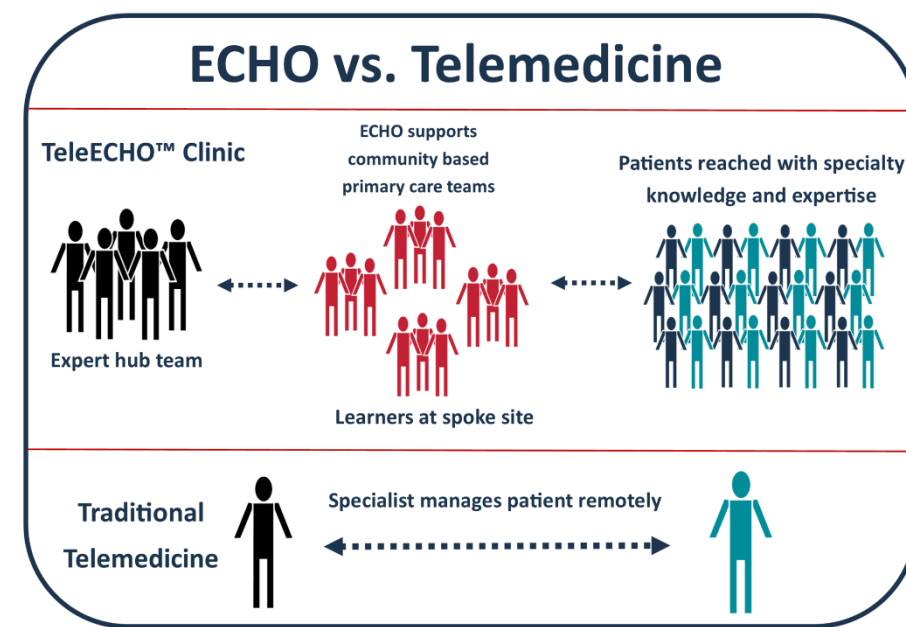 ECHO vs. Telemedicine
TeleECHO™ Clinic
ECHO supports
community based
primary care teams
Patients reached with specialty
knowledge and expertise
Expert hub team
Learners at spoke site
Traditional
Telemedicine
Specialist manages patient remotely